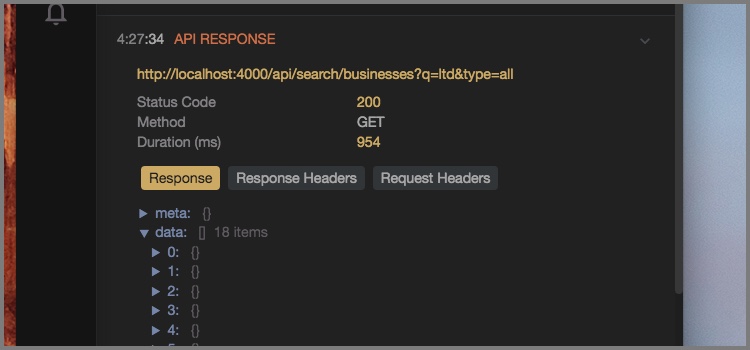 4:27:34 API RESPONSE
http://localhost:4000/api/search/businesses?q=ltd&type=all
Status Code 200
Method GET
Duration (ms) 954
Response Response Headers Request Headers
▶ meta: {}
▼ data: [] 18 items
▶ 0: {}
▶ 1: {}
▶ 2: {}
▶ 3: {}
▶ 4: {}